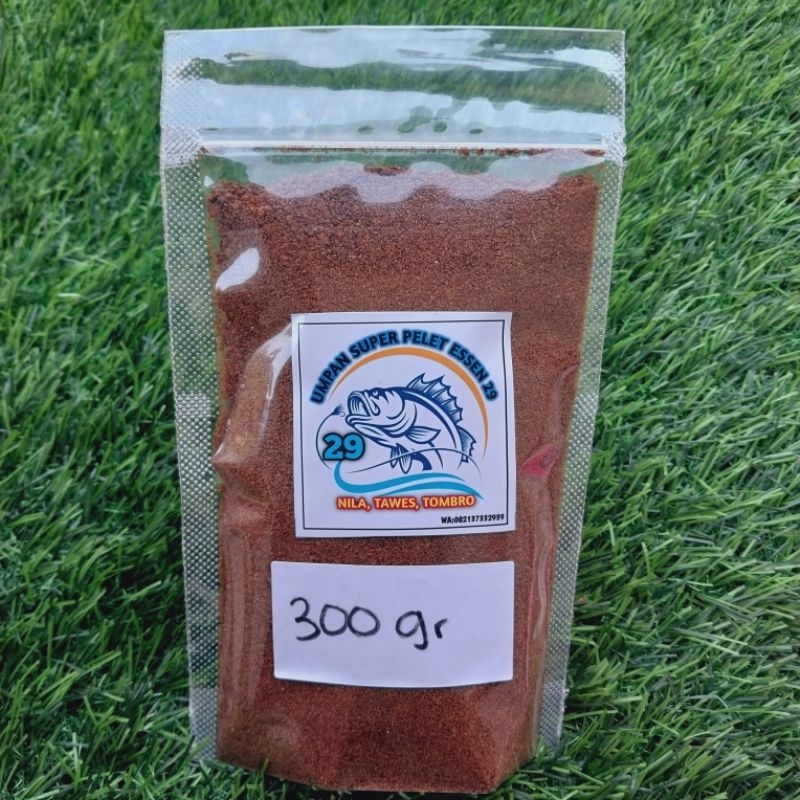 UMPAN SUPER PELET ESSEN 29
29
NILA, TAWES, TOMBRO
WA:082137332939
300 gr